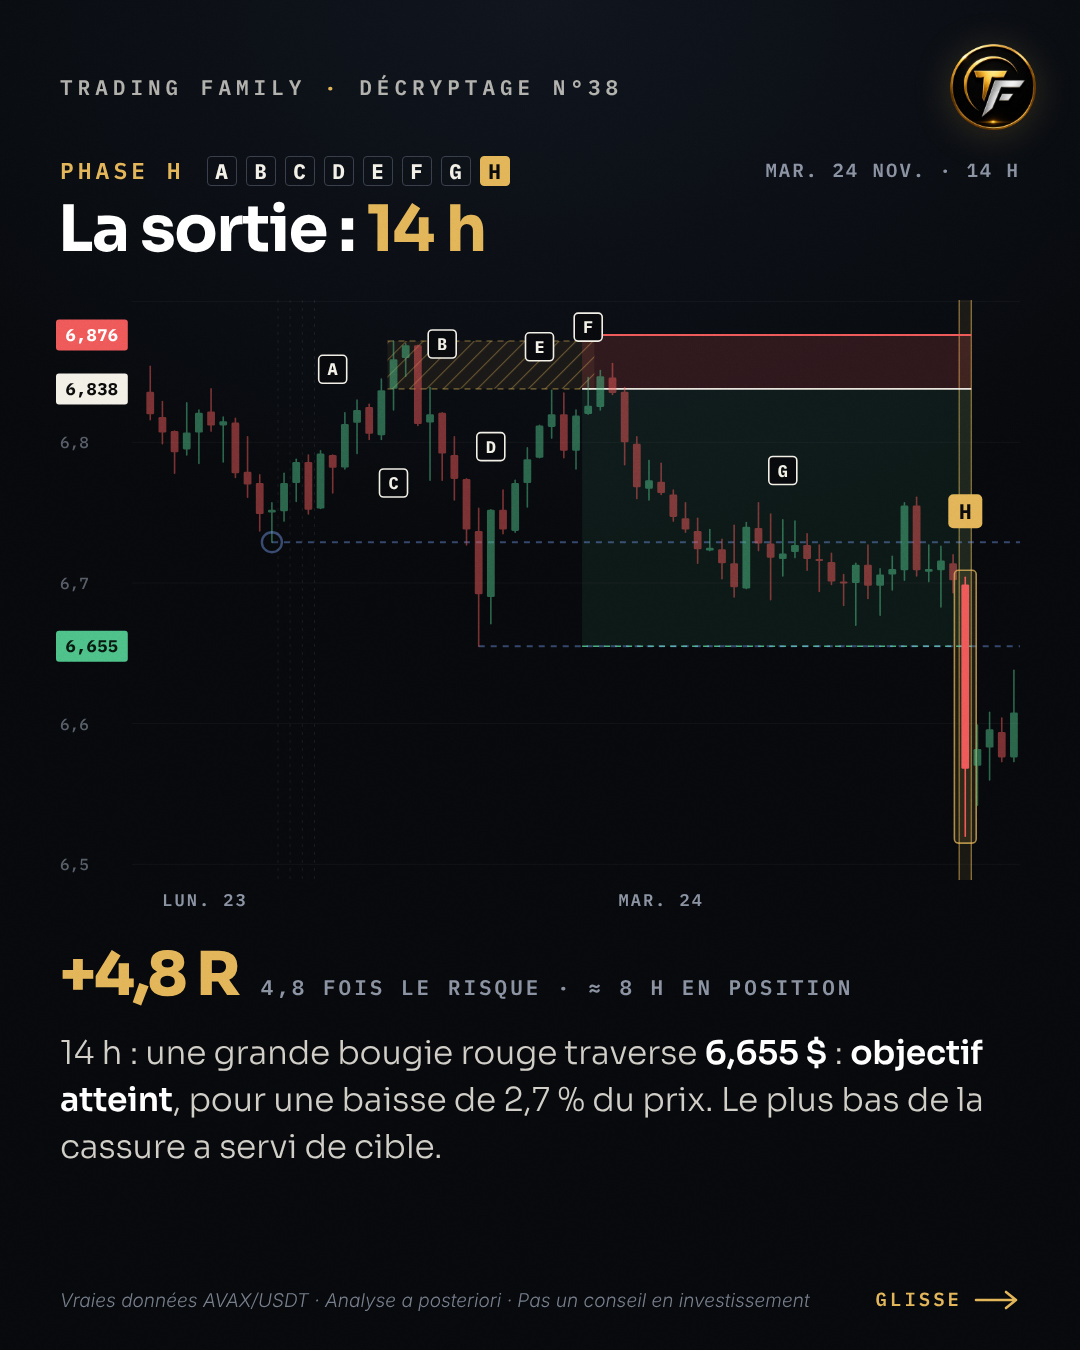 TRADING FAMILY · DÉCRYPTAGE N°38
TF
PHASE H A B C D E F G H
MAR. 24 NOV. · 14 H
La sortie : 14 h
6,876
6,838
6,8
6,7
6,655
6,6
6,5
A
B
C
D
E
F
G
H
LUN. 23
MAR. 24
+4,8 R 4,8 FOIS LE RISQUE · ≈ 8 H EN POSITION
14 h : une grande bougie rouge traverse 6,655 $ : objectif
atteint, pour une baisse de 2,7 % du prix. Le plus bas de la
cassure a servi de cible.
Vraies données AVAX/USDT · Analyse a posteriori · Pas un conseil en investissement
GLISSE →